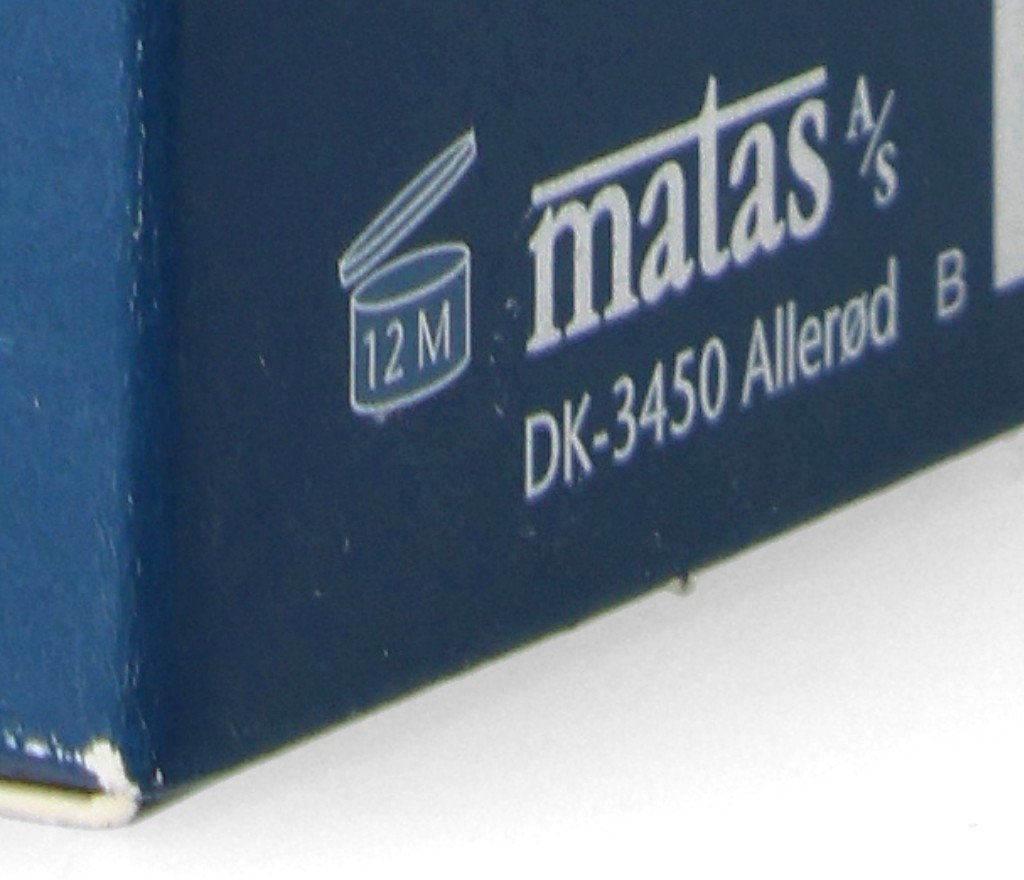 12 M
matas A/S
DK-3450 Allerød B